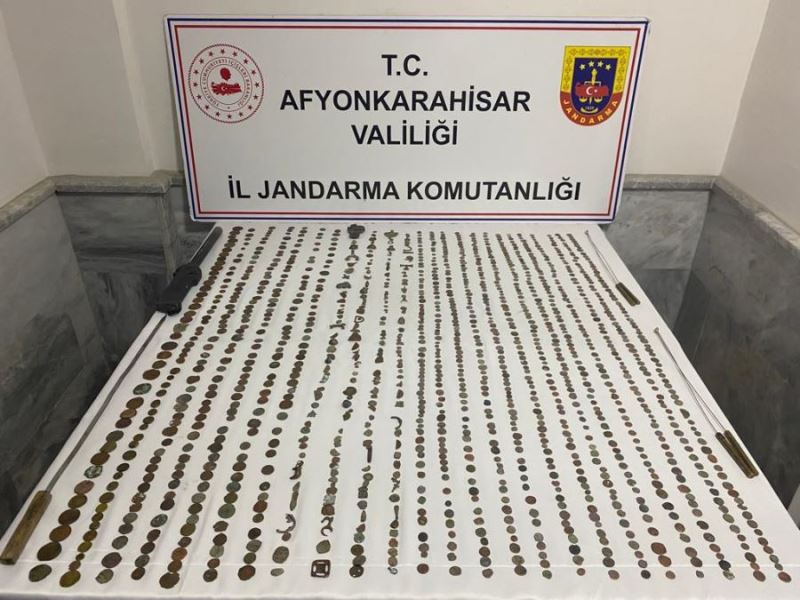 T.C.
AFYONKARAHİSAR
VALİLİĞİ
İL JANDARMA KOMUTANLIĞI
JANDARMA